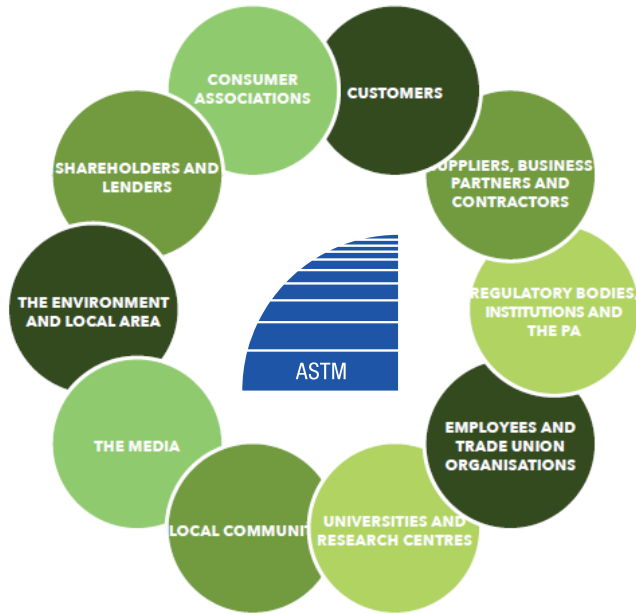 CONSUMER
ASSOCIATIONS
CUSTOMERS
SUPPLIERS, BUSINESS
PARTNERS AND
CONTRACTORS
REGULATORY BODIES,
INSTITUTIONS AND
THE PA
EMPLOYEES AND
TRADE UNION
ORGANISATIONS
UNIVERSITIES AND
RESEARCH CENTRES
LOCAL COMMUNIT
THE MEDIA
THE ENVIRONMENT
AND LOCAL AREA
SHAREHOLDERS AND
LENDERS
ASTM